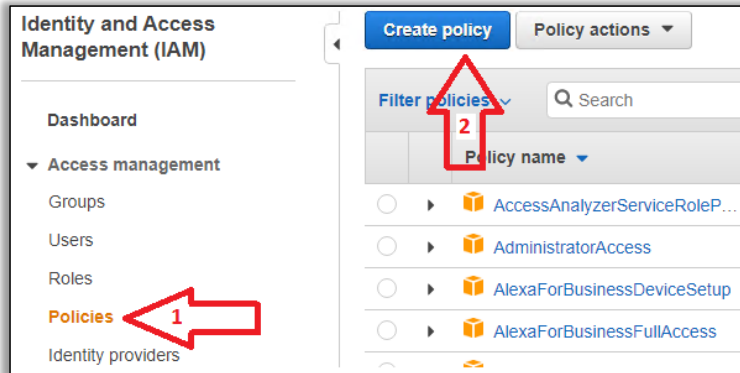 Identity and Access
Management (IAM)
Dashboard
Access management
Groups
Users
Roles
Policies
1
Identity providers
Create policy
Policy actions
Filter policies
Search
2
Policy name
AccessAnalyzerServiceRoleP...
AdministratorAccess
AlexaForBusinessDeviceSetup
AlexaForBusinessFullAccess